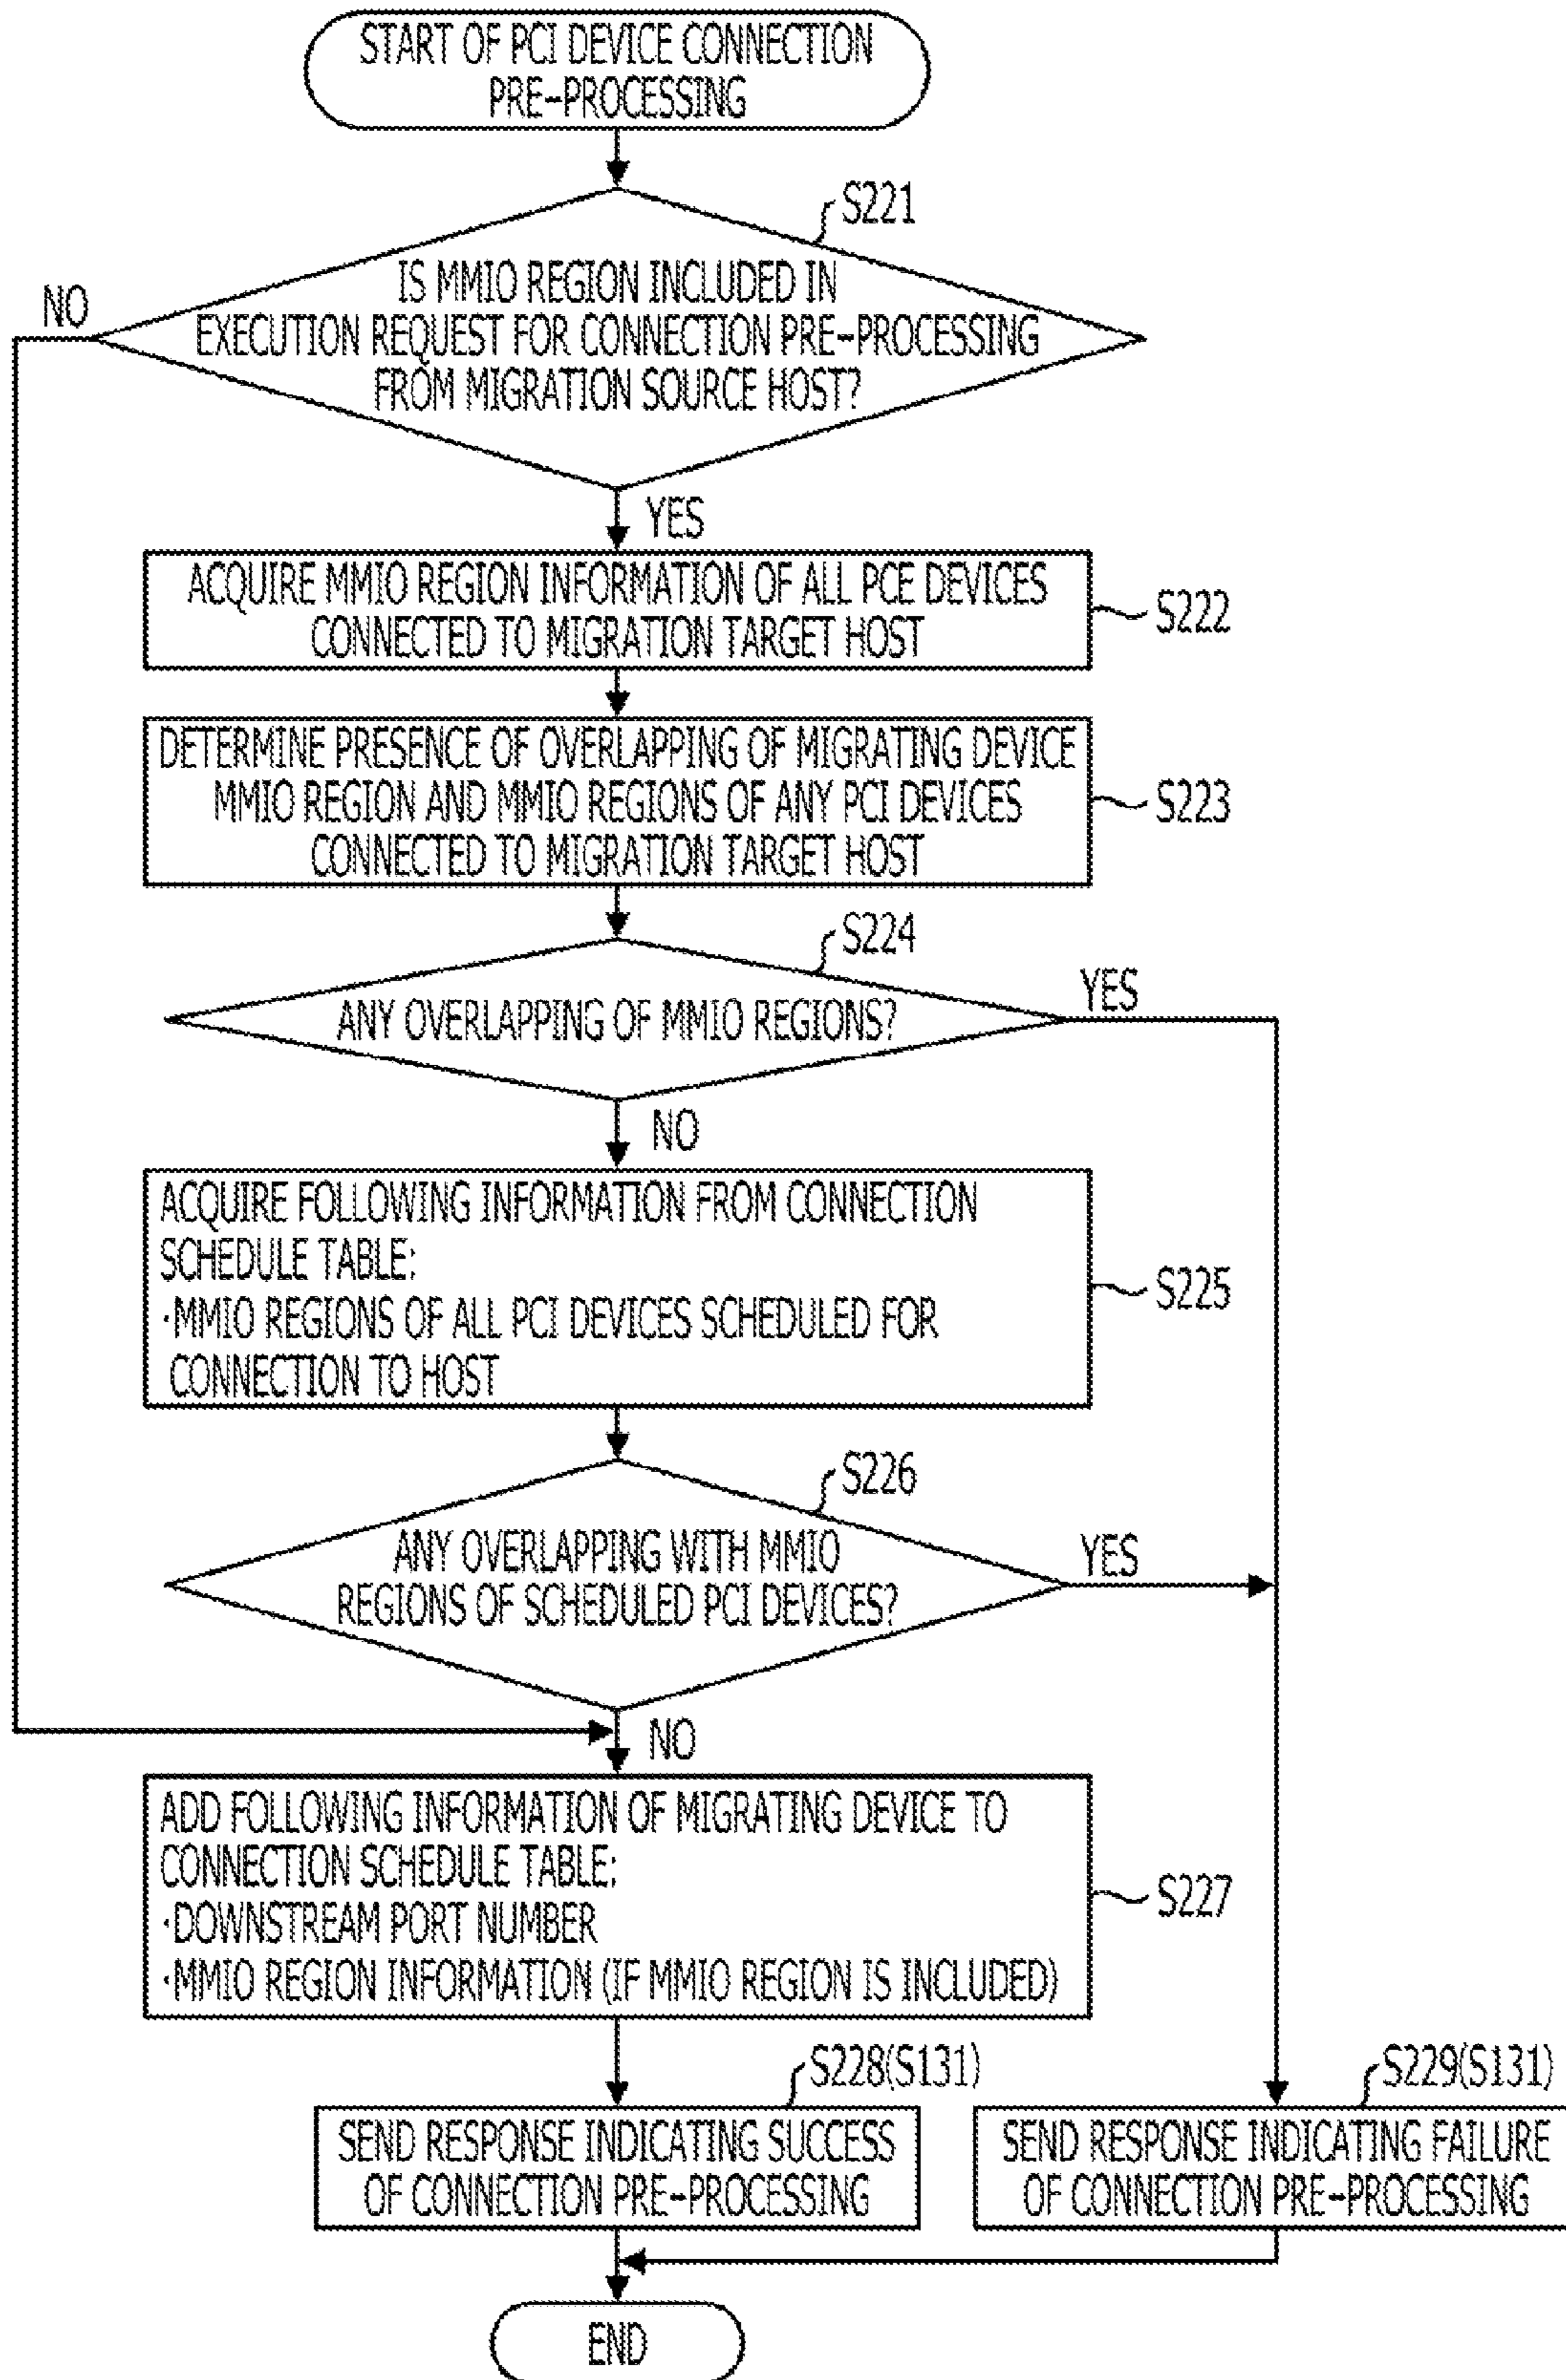 START OF PCI DEVICE CONNECTION
PRE-PROCESSING
S221
IS MMIO REGION INCLUDED IN
EXECUTION REQUEST FOR CONNECTION PRE-PROCESSING
FROM MIGRATION SOURCE HOST?
NO
YES
ACQUIRE MMIO REGION INFORMATION OF ALL PCE DEVICES
CONNECTED TO MIGRATION TARGET HOST
S222
DETERMINE PRESENCE OF OVERLAPPING OF MIGRATING DEVICE
MMIO REGION AND MMIO REGIONS OF ANY PCI DEVICES
CONNECTED TO MIGRATION TARGET HOST
S223
S224
ANY OVERLAPPING OF MMIO REGIONS?
YES
NO
ACQUIRE FOLLOWING INFORMATION FROM CONNECTION
SCHEDULE TABLE:
·MMIO REGIONS OF ALL PCI DEVICES SCHEDULED FOR
CONNECTION TO HOST
S225
S226
ANY OVERLAPPING WITH MMIO
REGIONS OF SCHEDULED PCI DEVICES?
YES
NO
ADD FOLLOWING INFORMATION OF MIGRATING DEVICE TO
CONNECTION SCHEDULE TABLE:
·DOWNSTREAM PORT NUMBER
·MMIO REGION INFORMATION (IF MMIO REGION IS INCLUDED)
S227
S228(S131)
SEND RESPONSE INDICATING SUCCESS
OF CONNECTION PRE-PROCESSING
S229(S131)
SEND RESPONSE INDICATING FAILURE
OF CONNECTION PRE-PROCESSING
END